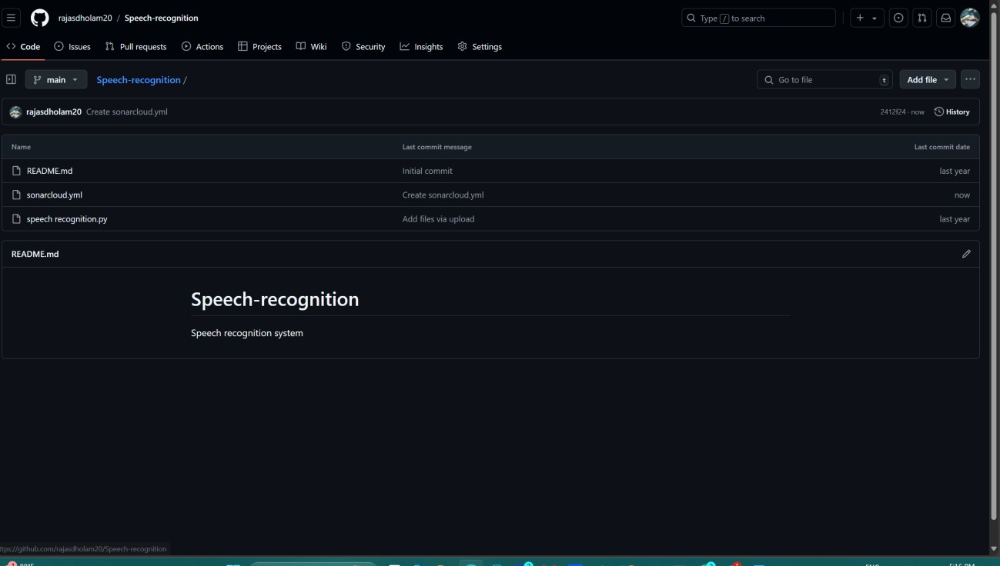 rajasdholam20 / Speech-recognition
Type / to search
Code Issues Pull requests Actions Projects Wiki Security Insights Settings
main Speech-recognition / Go to file t Add file
rajasdholam20 Create sonarcloud.yml 2412f24 · now History
Name Last commit message Last commit date
README.md Initial commit last year
sonarcloud.yml Create sonarcloud.yml now
speech recognition.py Add files via upload last year
README.md
Speech-recognition
Speech recognition system
ttps://github.com/rajasdholam20/Speech-recognition